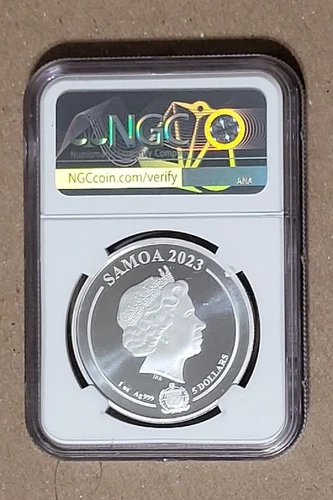 NGC
NGCcoin.com/verify
ANA
SAMOA 2023
IRB
1 oz Ag 999
5 DOLLARS